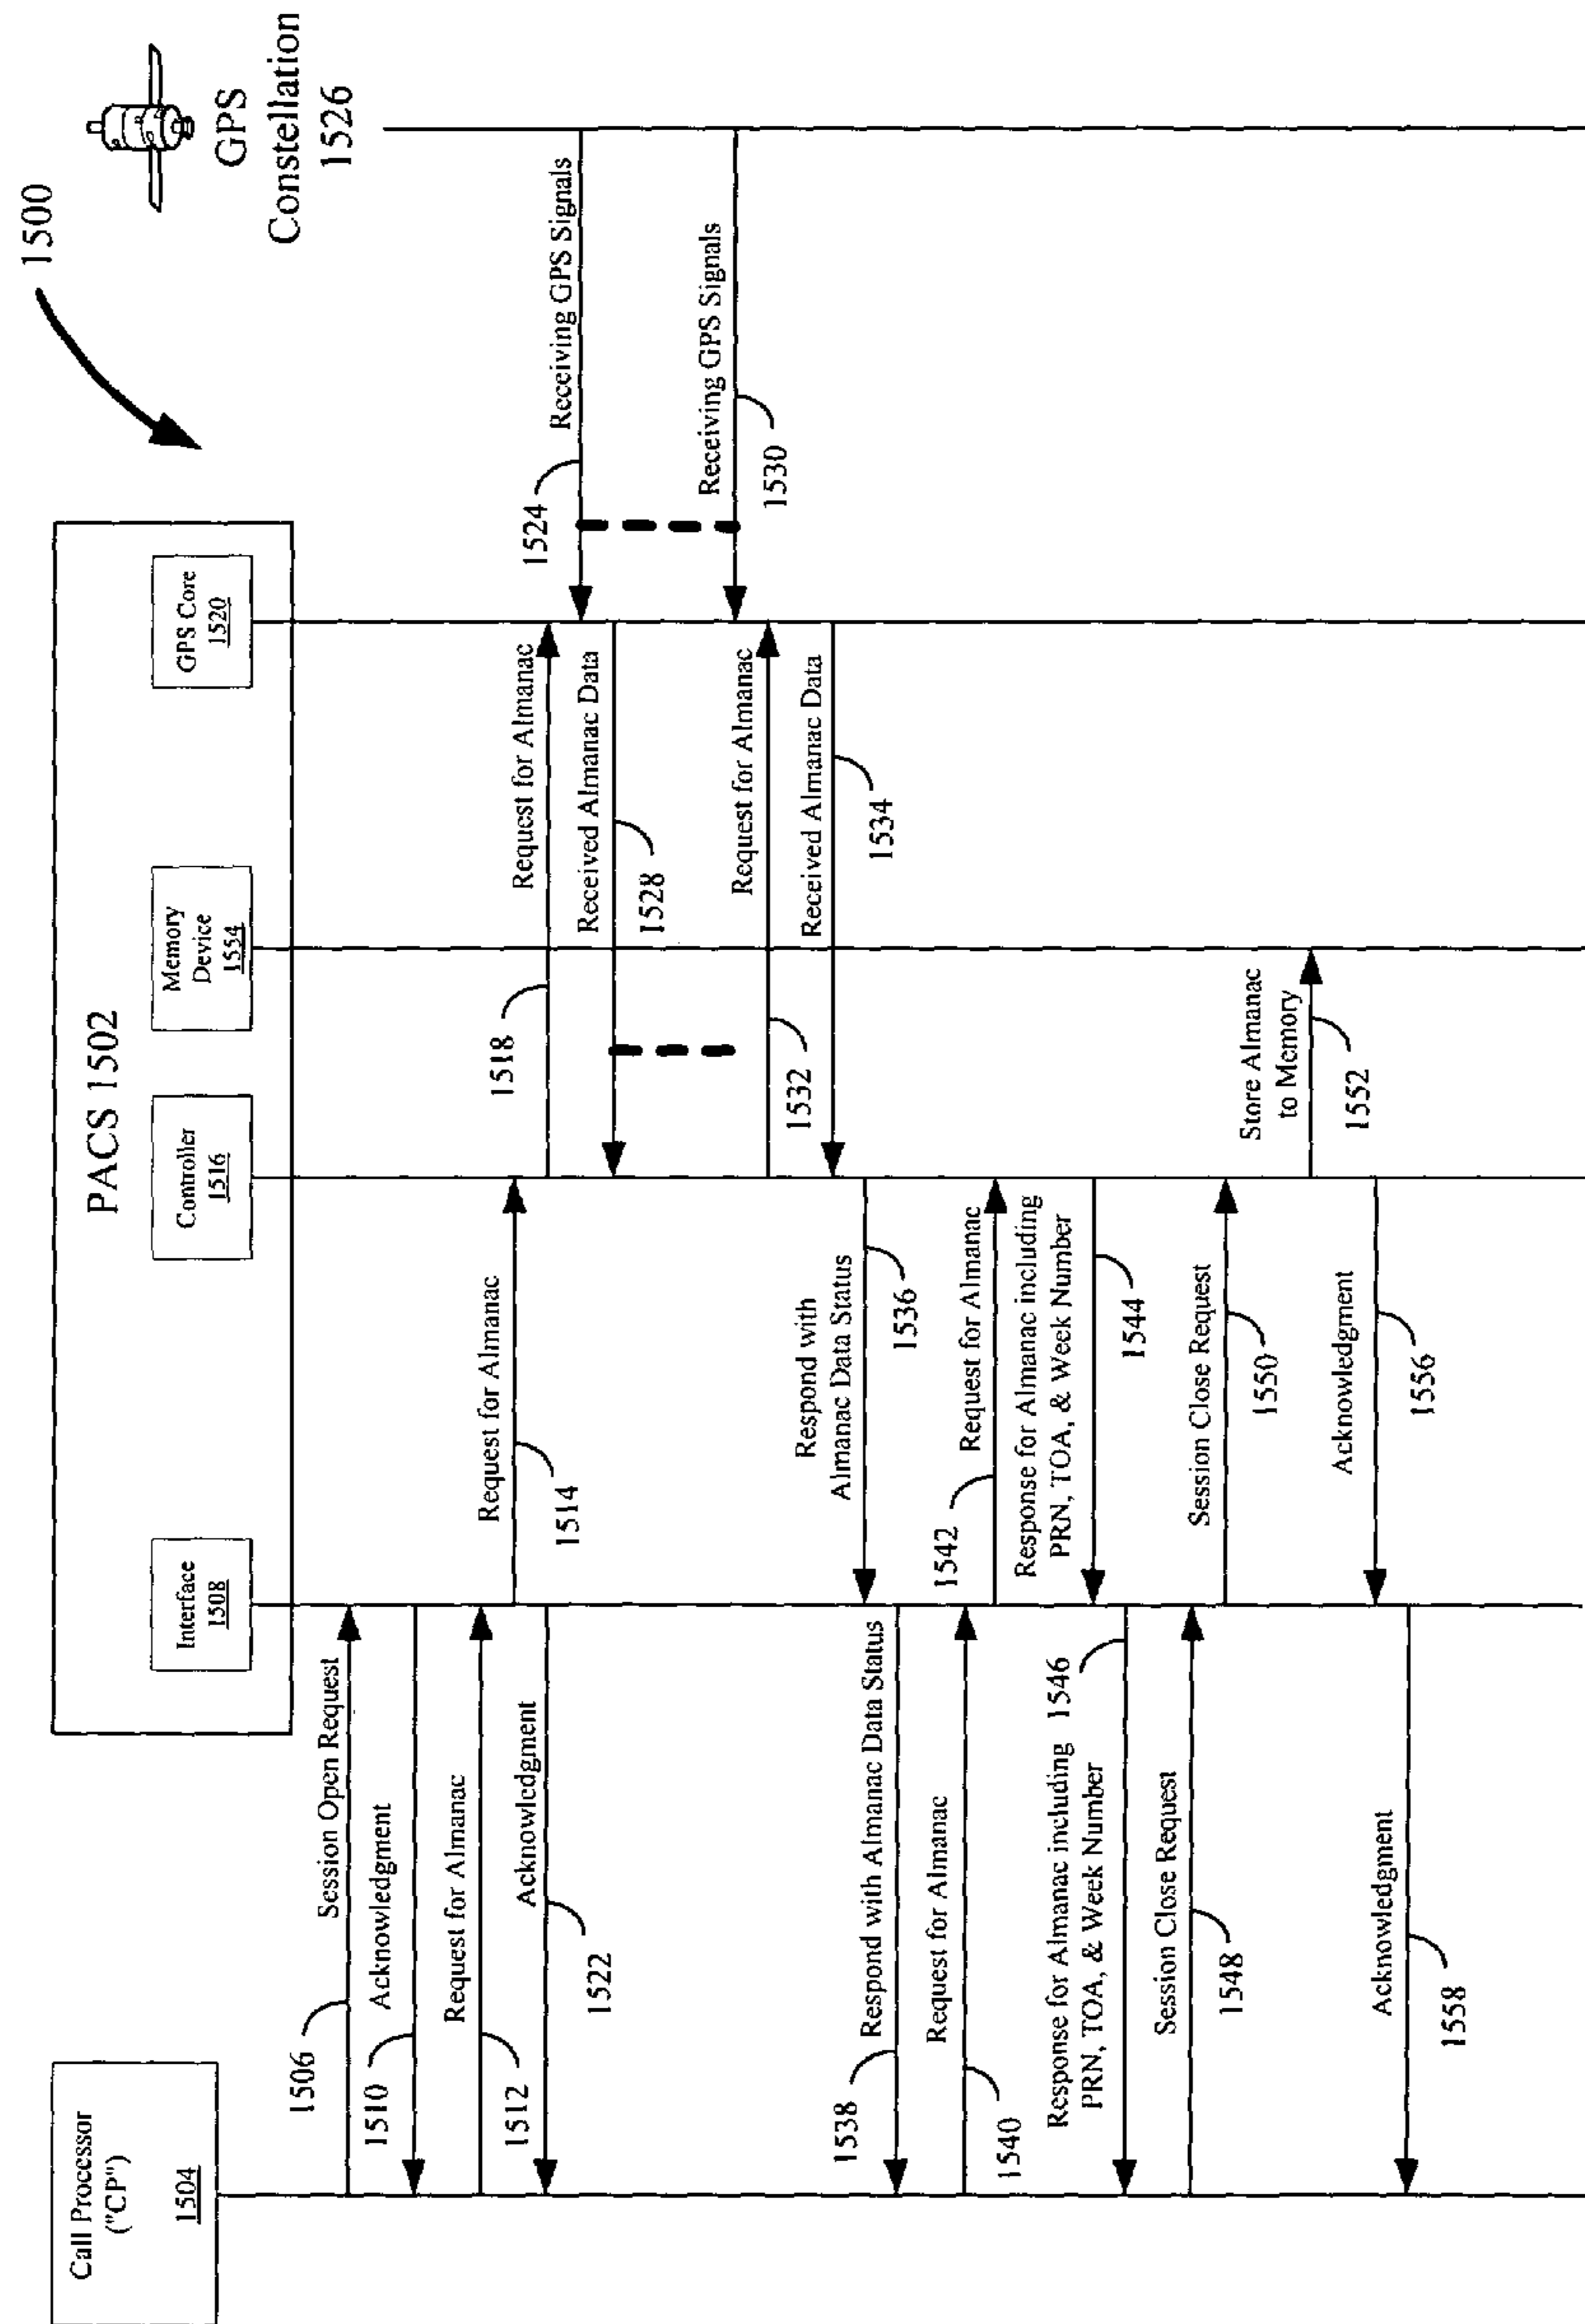 1500
PACS 1502
Call Processor
("CP")
1504
Interface
1508
Controller
1516
Memory
Device
1554
GPS Core
1520
GPS
Constellation
1526
Session Open Request
1506
Acknowledgment
1510
Request for Almanac
1512
Request for Almanac
1514
Acknowledgment
1522
Request for Almanac
1518
Receiving GPS Signals
1524
Received Almanac Data
1528
Receiving GPS Signals
1530
Request for Almanac
1532
Received Almanac Data
1534
Respond with
Almanac Data Status
1536
Respond with Almanac Data Status
1538
Request for Almanac
1540
Request for Almanac
1542
Response for Almanac including
PRN, TOA, & Week Number
1544
Response for Almanac including
PRN, TOA, & Week Number
1546
Session Close Request
1548
Session Close Request
1550
Store Almanac
to Memory
1552
Acknowledgment
1556
Acknowledgment
1558